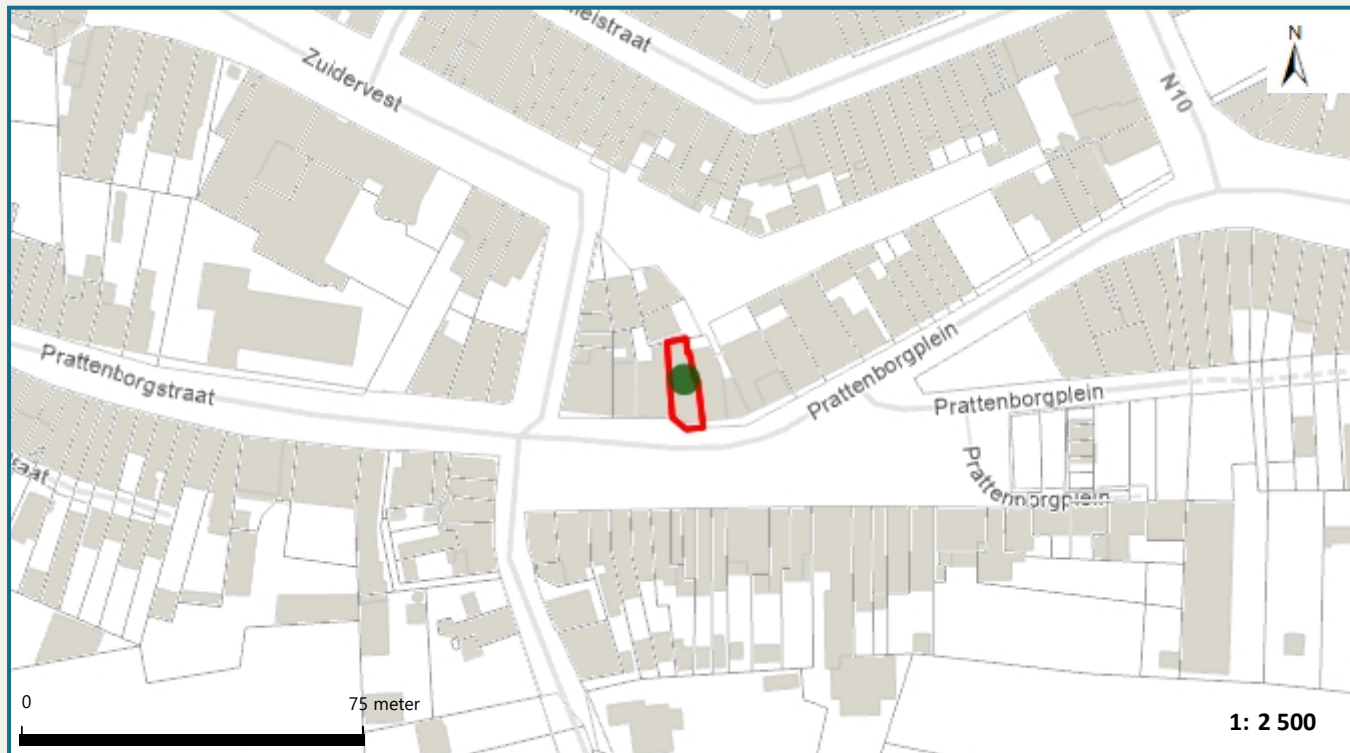 Zuidervest
N
N10
Prattenborgstraat
Prattenborgplein
Prattenborgplein
Prattenborgplein
0
75 meter
1: 2 500